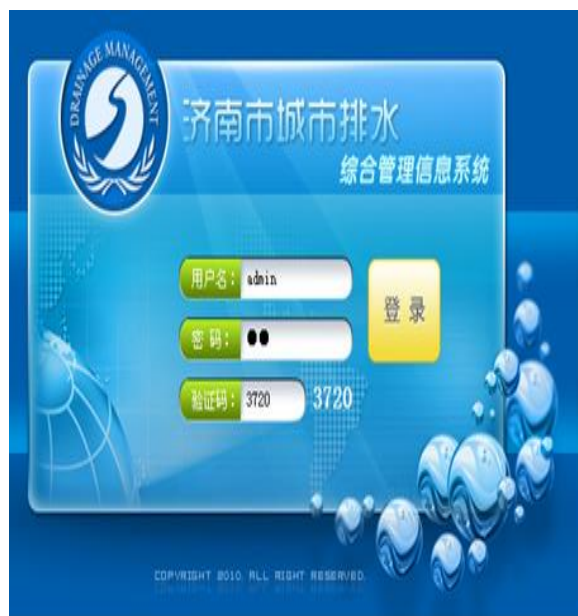 DRAINAGE MANAGEMENT
济南市城市排水
综合管理信息系统
用户名： admin
登 录
密 码： ●●
验证码： 3720 3720
COPYRIGHT 2010. ALL RIGHT RESERVED.